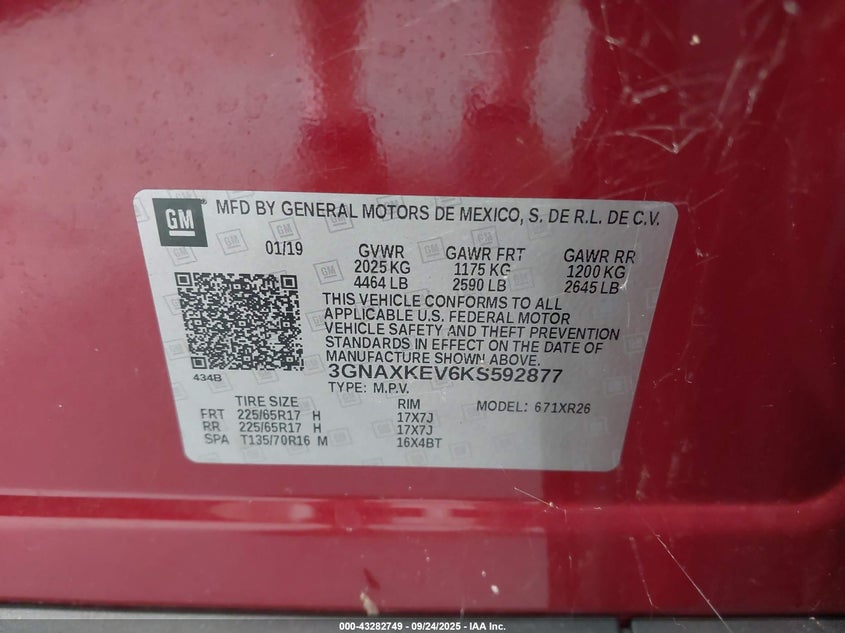 GM
MFD BY GENERAL MOTORS DE MEXICO, S. DE R.L. DE C.V.
01/19 GVWR GAWR FRT GAWR RR
2025 KG 1175 KG 1200 KG
4464 LB 2590 LB 2645 LB
THIS VEHICLE CONFORMS TO ALL
APPLICABLE U.S. FEDERAL MOTOR
VEHICLE SAFETY AND THEFT PREVENTION
STANDARDS IN EFFECT ON THE DATE OF
MANUFACTURE SHOWN ABOVE.
434B 3GNAXKEV6KS592877
TYPE: M.P.V.
TIRE SIZE RIM MODEL: 671XR26
FRT 225/65R17 H 17X7J
RR 225/65R17 H 17X7J
SPA T135/70R16 M 16X4BT
000-43282749 - 09/24/2025 - IAA Inc.